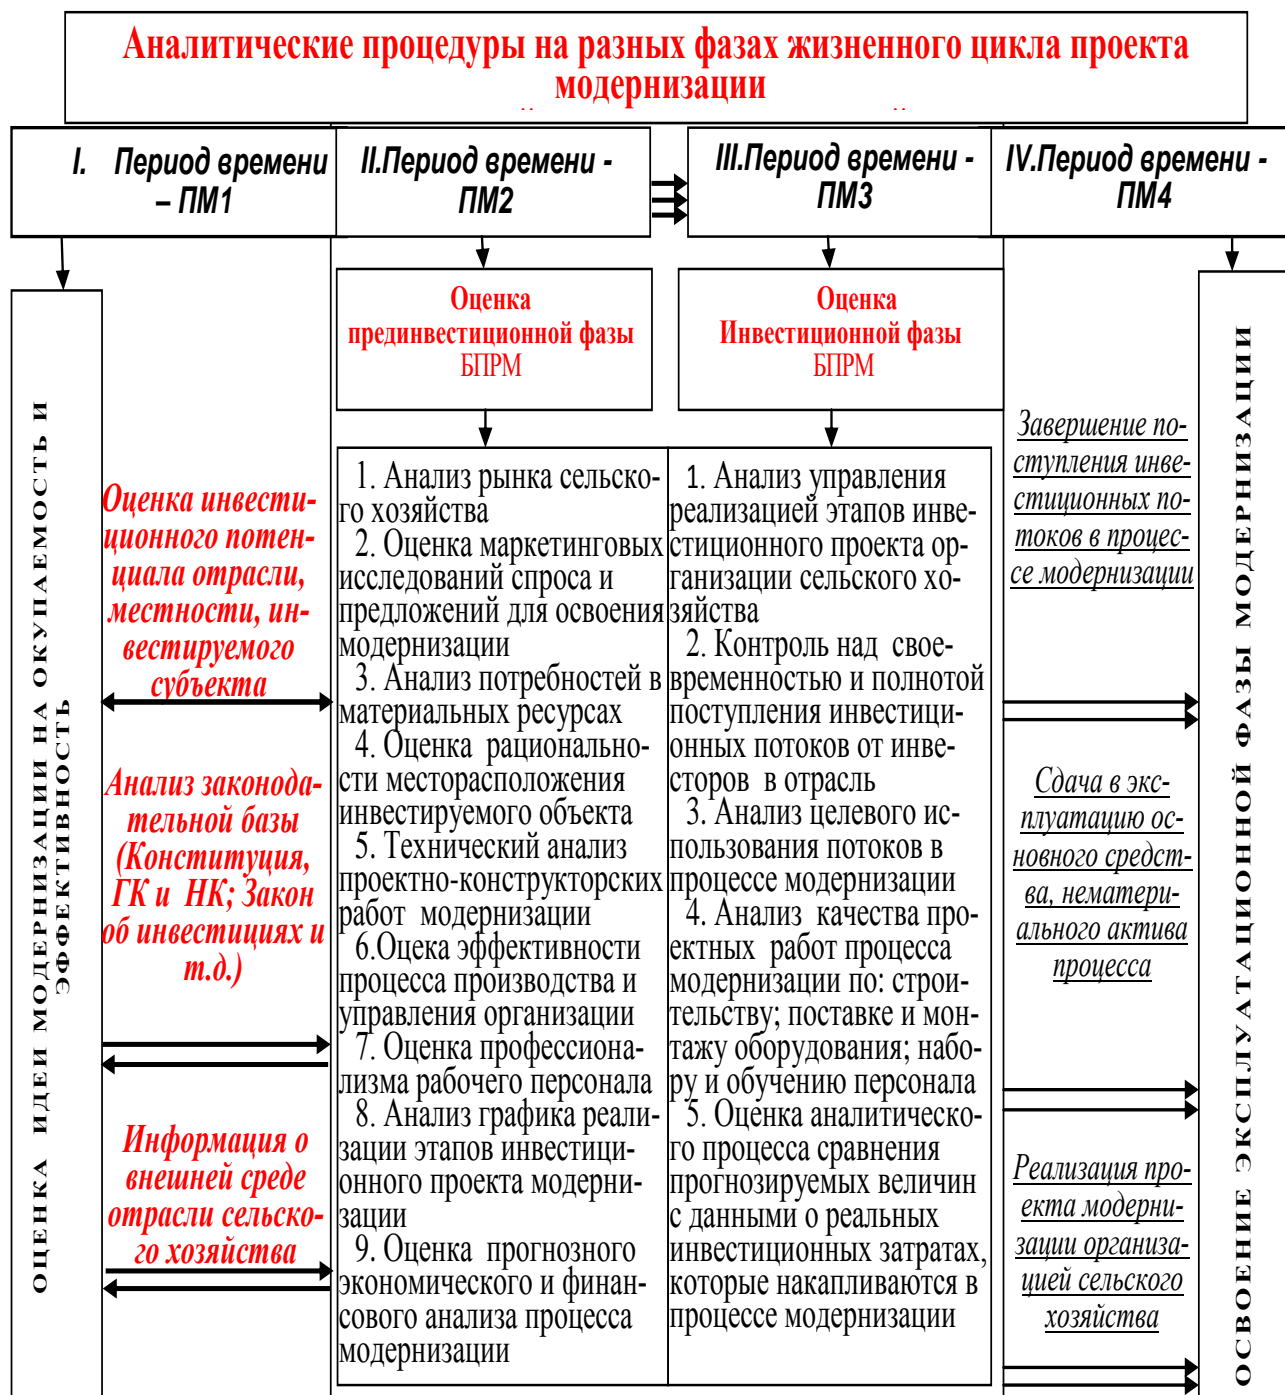 Аналитические процедуры на разных фазах жизненного цикла проекта
модернизации
I. Период времени
– ПМ1
II.Период времени -
ПМ2
III.Период времени -
ПМ3
IV.Период времени -
ПМ4
ОЦЕНКА ИДЕИ МОДЕРНИЗАЦИИ НА ОКУПАЕМОСТЬ И
ЭФФЕКТИВНОСТЬ
Оценка инвести-
ционного потен-
циала отрасли,
местности, ин-
вестируемого
субъекта
Анализ законода-
тельной базы
(Конституция,
ГК и НК; Закон
об инвестициях и
т.д.)
Информация о
внешней среде
отрасли сельско-
го хозяйства
Оценка
прединвестиционной фазы
БПРМ
1. Анализ рынка сельско-
го хозяйства
2. Оценка маркетинговых
исследований спроса и
предложений для освоения
модернизации
3. Анализ потребностей в
материальных ресурсах
4. Оценка рационально-
сти месторасположения
инвестируемого объекта
5. Технический анализ
проектно-конструкторских
работ модернизации
6.Оцека эффективности
процесса производства и
управления организации
7. Оценка профессиона-
лизма рабочего персонала
8. Анализ графика реали-
зации этапов инвестици-
онного проекта модерни-
зации
9. Оценка прогнозного
экономического и финан-
сового анализа процесса
модернизации
Оценка
Инвестиционной фазы
БПРМ
1. Анализ управления
реализацией этапов инве-
стиционного проекта ор-
ганизации сельского хо-
зяйства
2. Контроль над свое-
временностью и полнотой
поступления инвестици-
онных потоков от инве-
сторов в отрасль
3. Анализ целевого ис-
пользования потоков в
процессе модернизации
4. Анализ качества про-
ектных работ процесса
модернизации по: строи-
тельству; поставке и мон-
тажу оборудования; набо-
ру и обучению персонала
5. Оценка аналитическо-
го процесса сравнения
прогнозируемых величин
с данными о реальных
инвестиционных затратах,
которые накапливаются в
процессе модернизации
Завершение по-
ступления инве-
стиционных по-
токов в процес-
се модернизации
Сдача в экс-
плуатацию ос-
новного средст-
ва, нематери-
ального актива
процесса
Реализация про-
екта модерни-
зации организа-
цией сельского
хозяйства
ОСВОЕНИЕ ЭКСПЛУАТАЦИОННОЙ ФАЗЫ МОДЕРНИЗАЦИИ